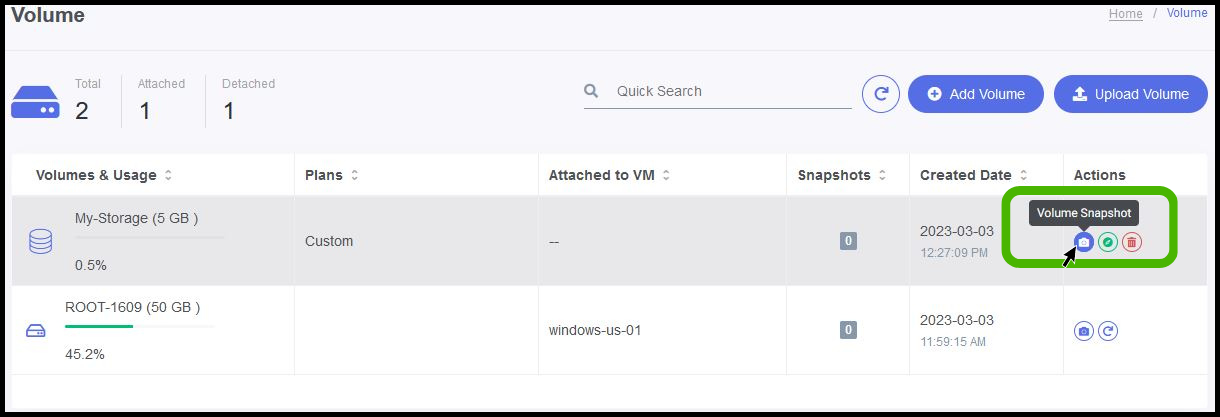 Volume
Home / Volume
Total
2
Attached
1
Detached
1
Quick Search
Add Volume
Upload Volume
Volumes & Usage
Plans
Attached to VM
Snapshots
Created Date
Actions
Volume Snapshot
My-Storage (5 GB )
0.5%
Custom
--
0
2023-03-03
12:27:09 PM
ROOT-1609 (50 GB )
45.2%
windows-us-01
0
2023-03-03
11:59:15 AM